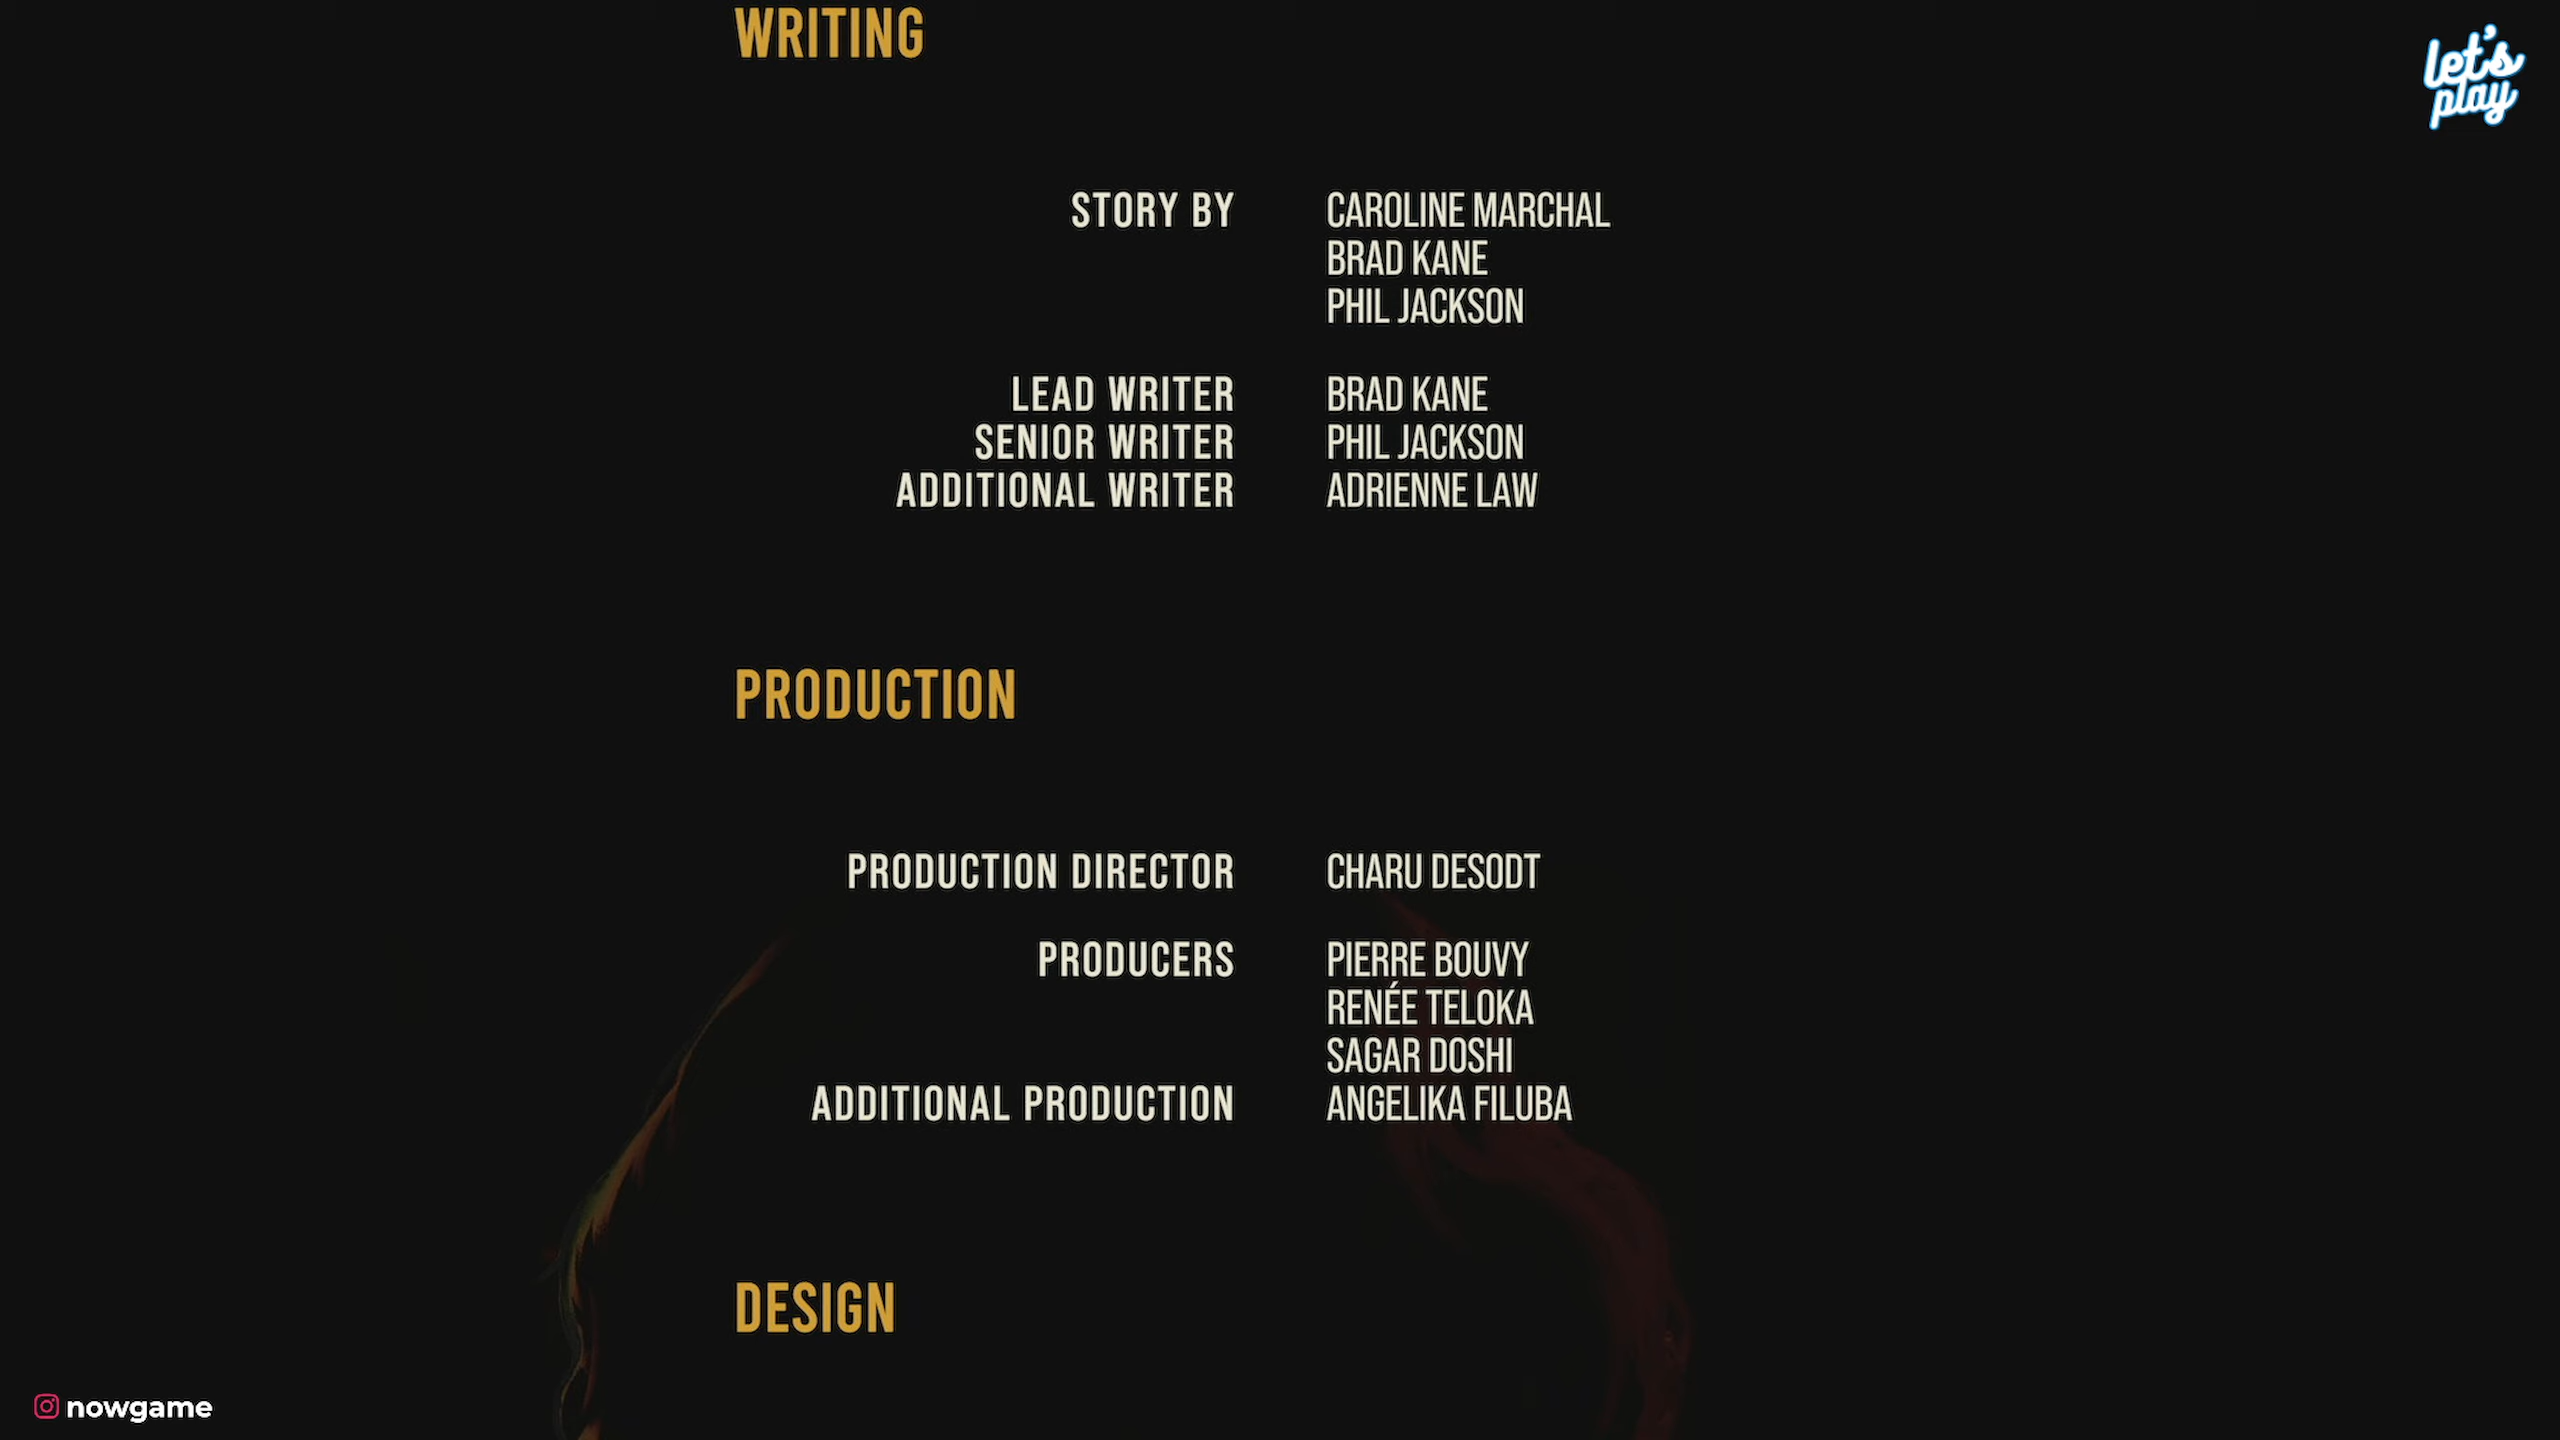 WRITING
let's
play
STORY BY CAROLINE MARCHAL
BRAD KANE
PHIL JACKSON
LEAD WRITER BRAD KANE
SENIOR WRITER PHIL JACKSON
ADDITIONAL WRITER ADRIENNE LAW
PRODUCTION
PRODUCTION DIRECTOR CHARU DESODT
PRODUCERS PIERRE BOUVY
RENÉE TELOKA
SAGAR DOSHI
ADDITIONAL PRODUCTION ANGELIKA FILUBA
DESIGN
nowgame